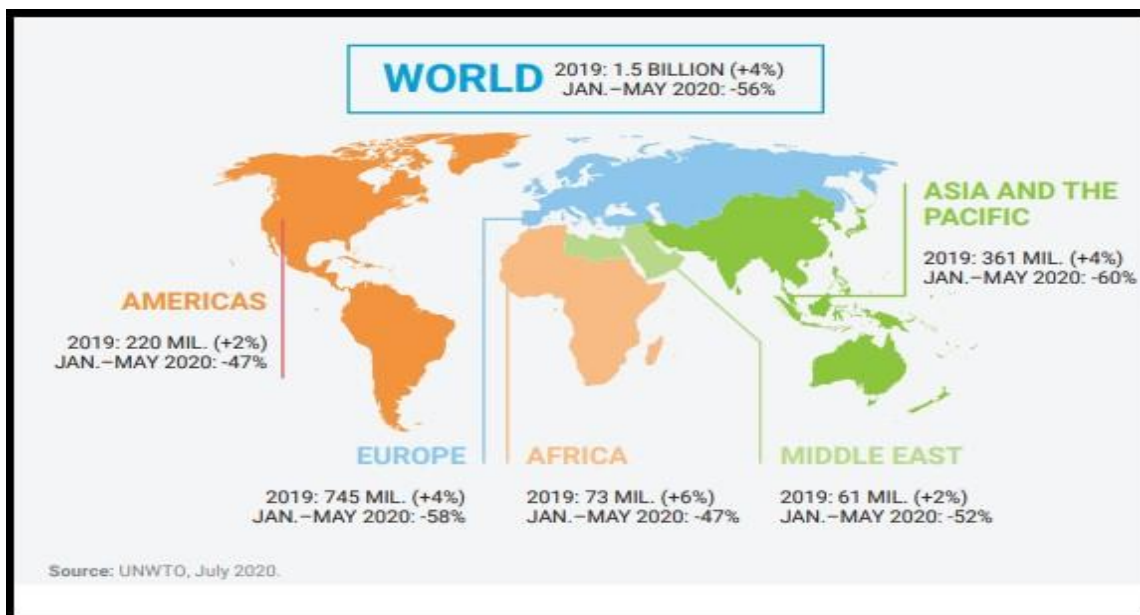 WORLD
2019: 1.5 BILLION (+4%)
JAN.–MAY 2020: -56%
ASIA AND THE
PACIFIC
2019: 361 MIL. (+4%)
JAN.–MAY 2020: -60%
AMERICAS
2019: 220 MIL. (+2%)
JAN.–MAY 2020: -47%
EUROPE
2019: 745 MIL. (+4%)
JAN.–MAY 2020: -58%
AFRICA
2019: 73 MIL. (+6%)
JAN.–MAY 2020: -47%
MIDDLE EAST
2019: 61 MIL. (+2%)
JAN.–MAY 2020: -52%
Source: UNWTO, July 2020.